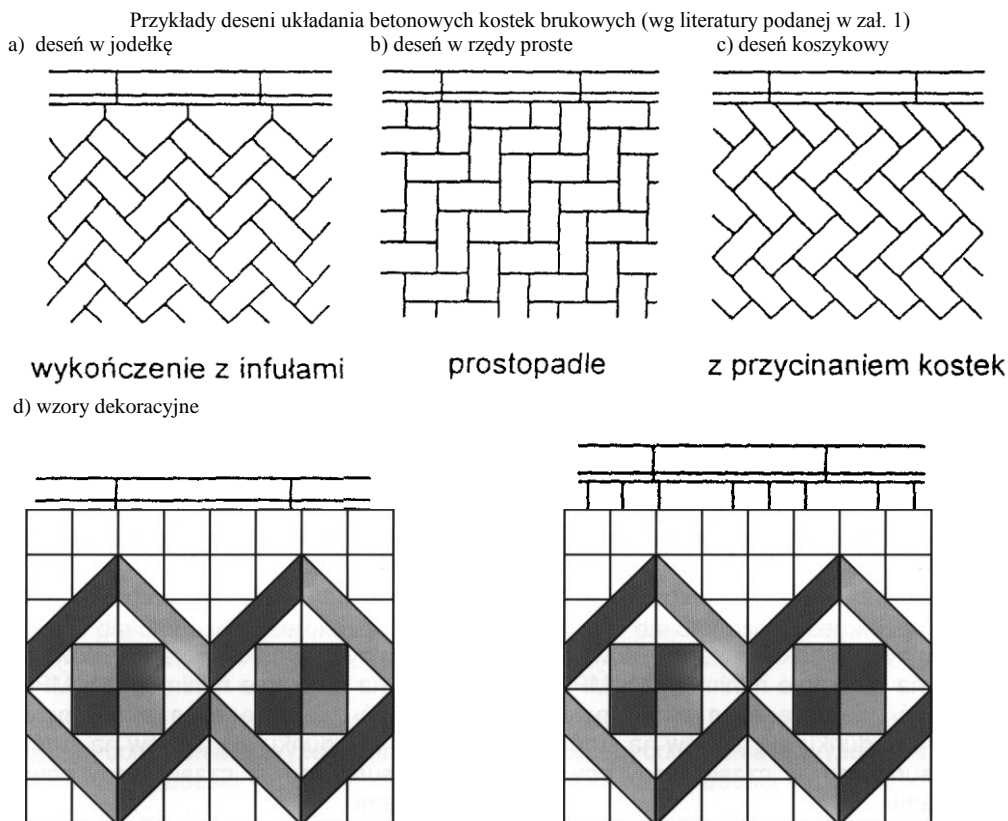 Przykłady deseni układania betonowych kostek brukowych (wg literatury podanej w zał. 1)
a) deseń w jodełkę b) deseń w rzędy proste c) deseń koszykowy
wykończenie z infułami prostopadle z przycinaniem kostek
d) wzory dekoracyjne